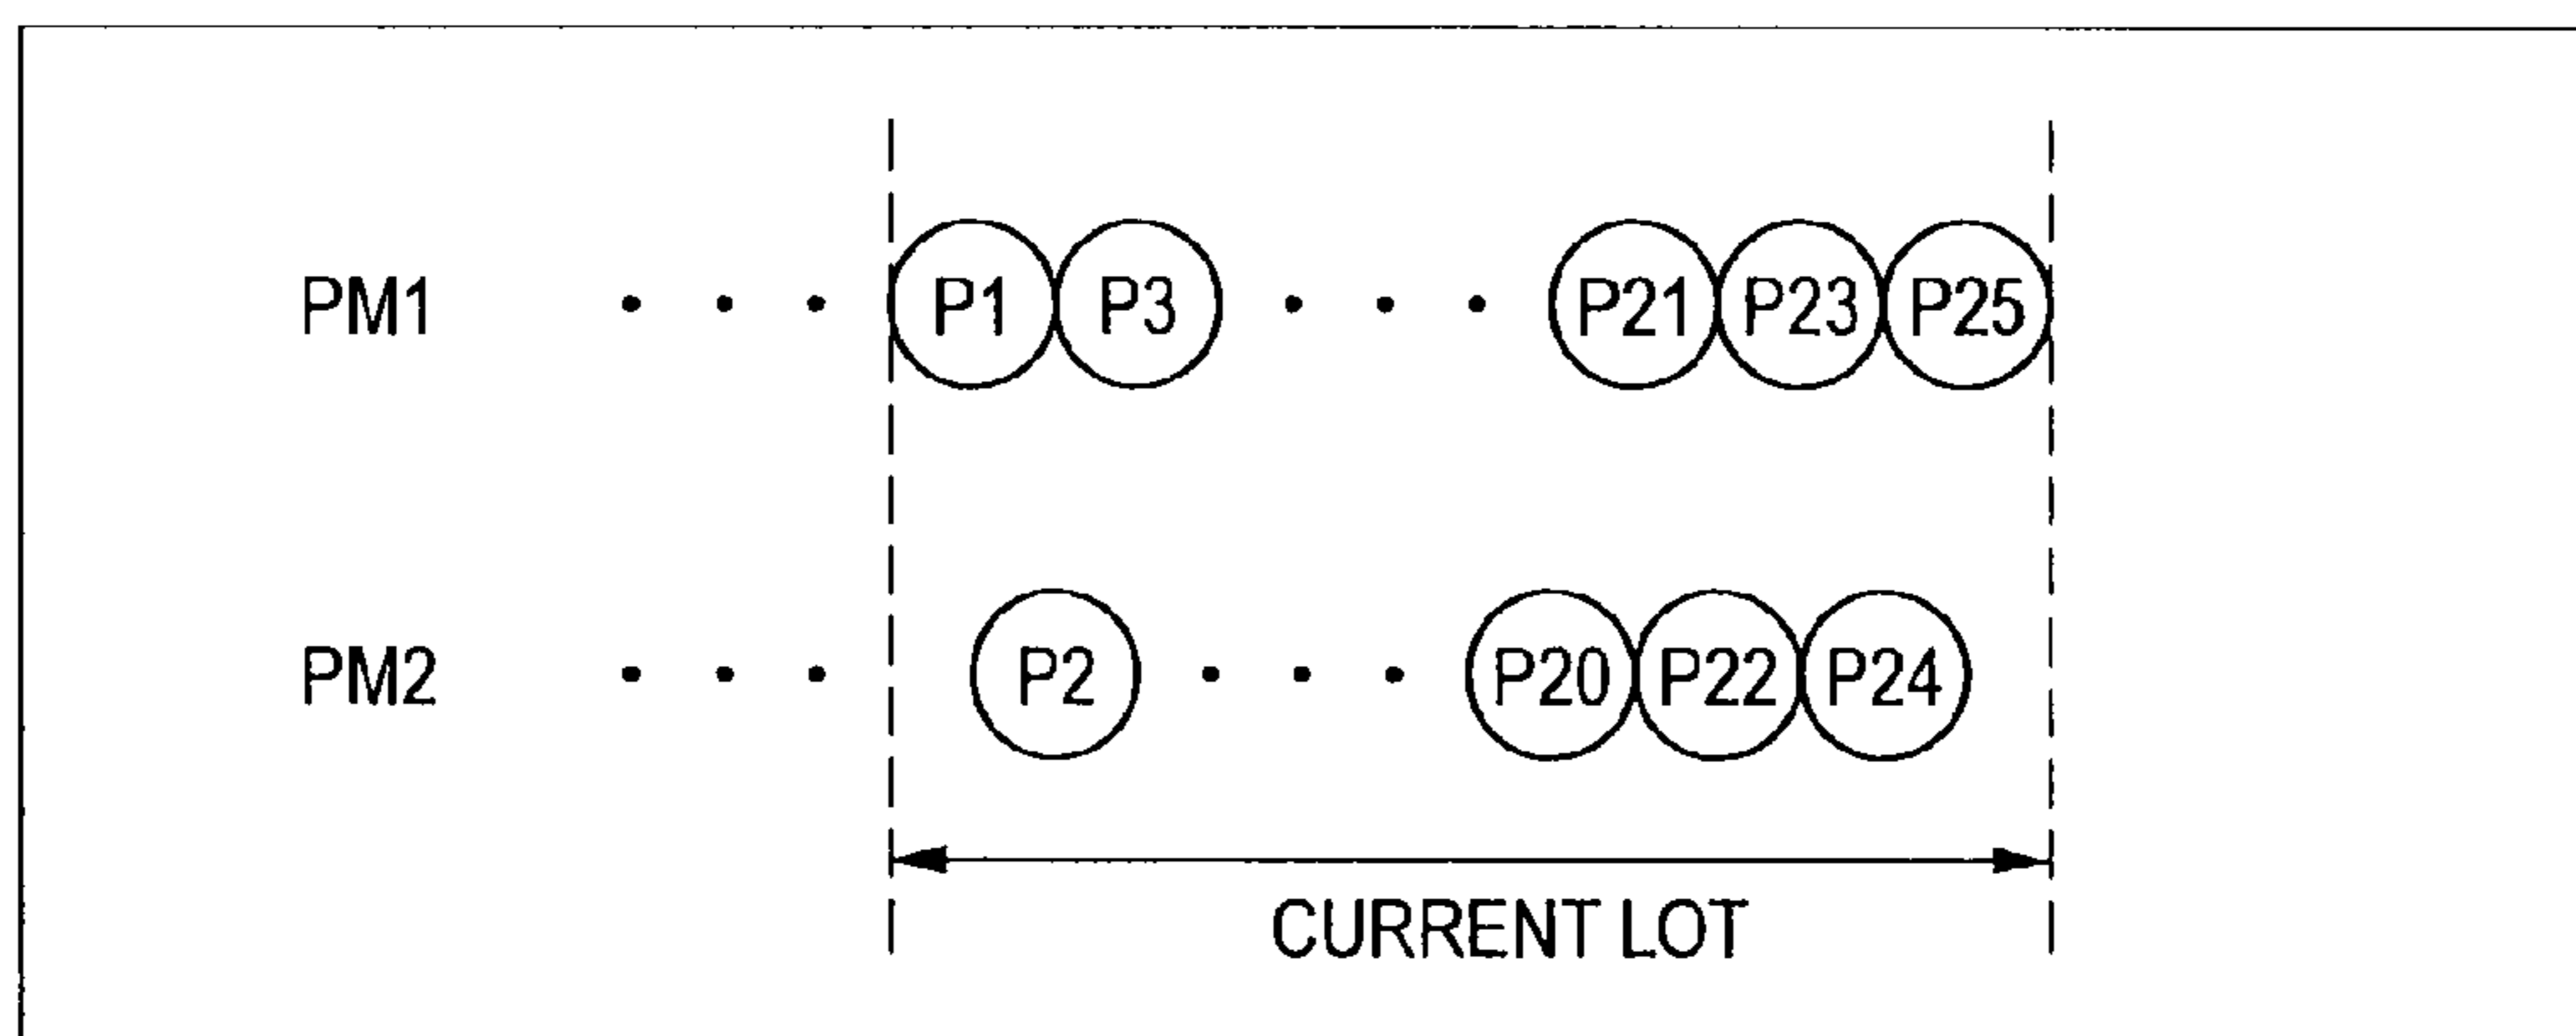 PM1 • • • P1 P3 • • • P21 P23 P25
PM2 • • • P2 • • • P20 P22 P24
CURRENT LOT